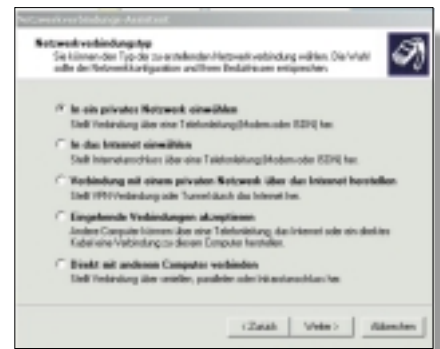 Netzwerkverbindungs-Assistent
Netzwerkverbindungstyp
Sie können den Typ der zu erstellenden Netzwerkverbindung wählen. Die Wahl
sollte der Netzwerkkonfiguration und Ihren Bedürfnissen entsprechen.
In ein privates Netzwerk einwählen
Stellt Verbindung über eine Telefonleitung (Modem oder ISDN) her.
In das Internet einwählen
Stellt Internetanschluss über eine Telefonleitung (Modem oder ISDN) her.
Verbindung mit einem privaten Netzwerk über das Internet herstellen
Stellt VPN-Verbindung oder Tunnel durch das Internet her.
Eingehende Verbindungen akzeptieren
Andere Computer können über eine Telefonleitung, das Internet oder ein direktes
Kabel eine Verbindung zu diesem Computer herstellen.
Direkt mit anderem Computer verbinden
Stellt Verbindung über seriellen, parallelen oder Infrarotanschluss her.
< Zurück
Weiter >
Abbrechen